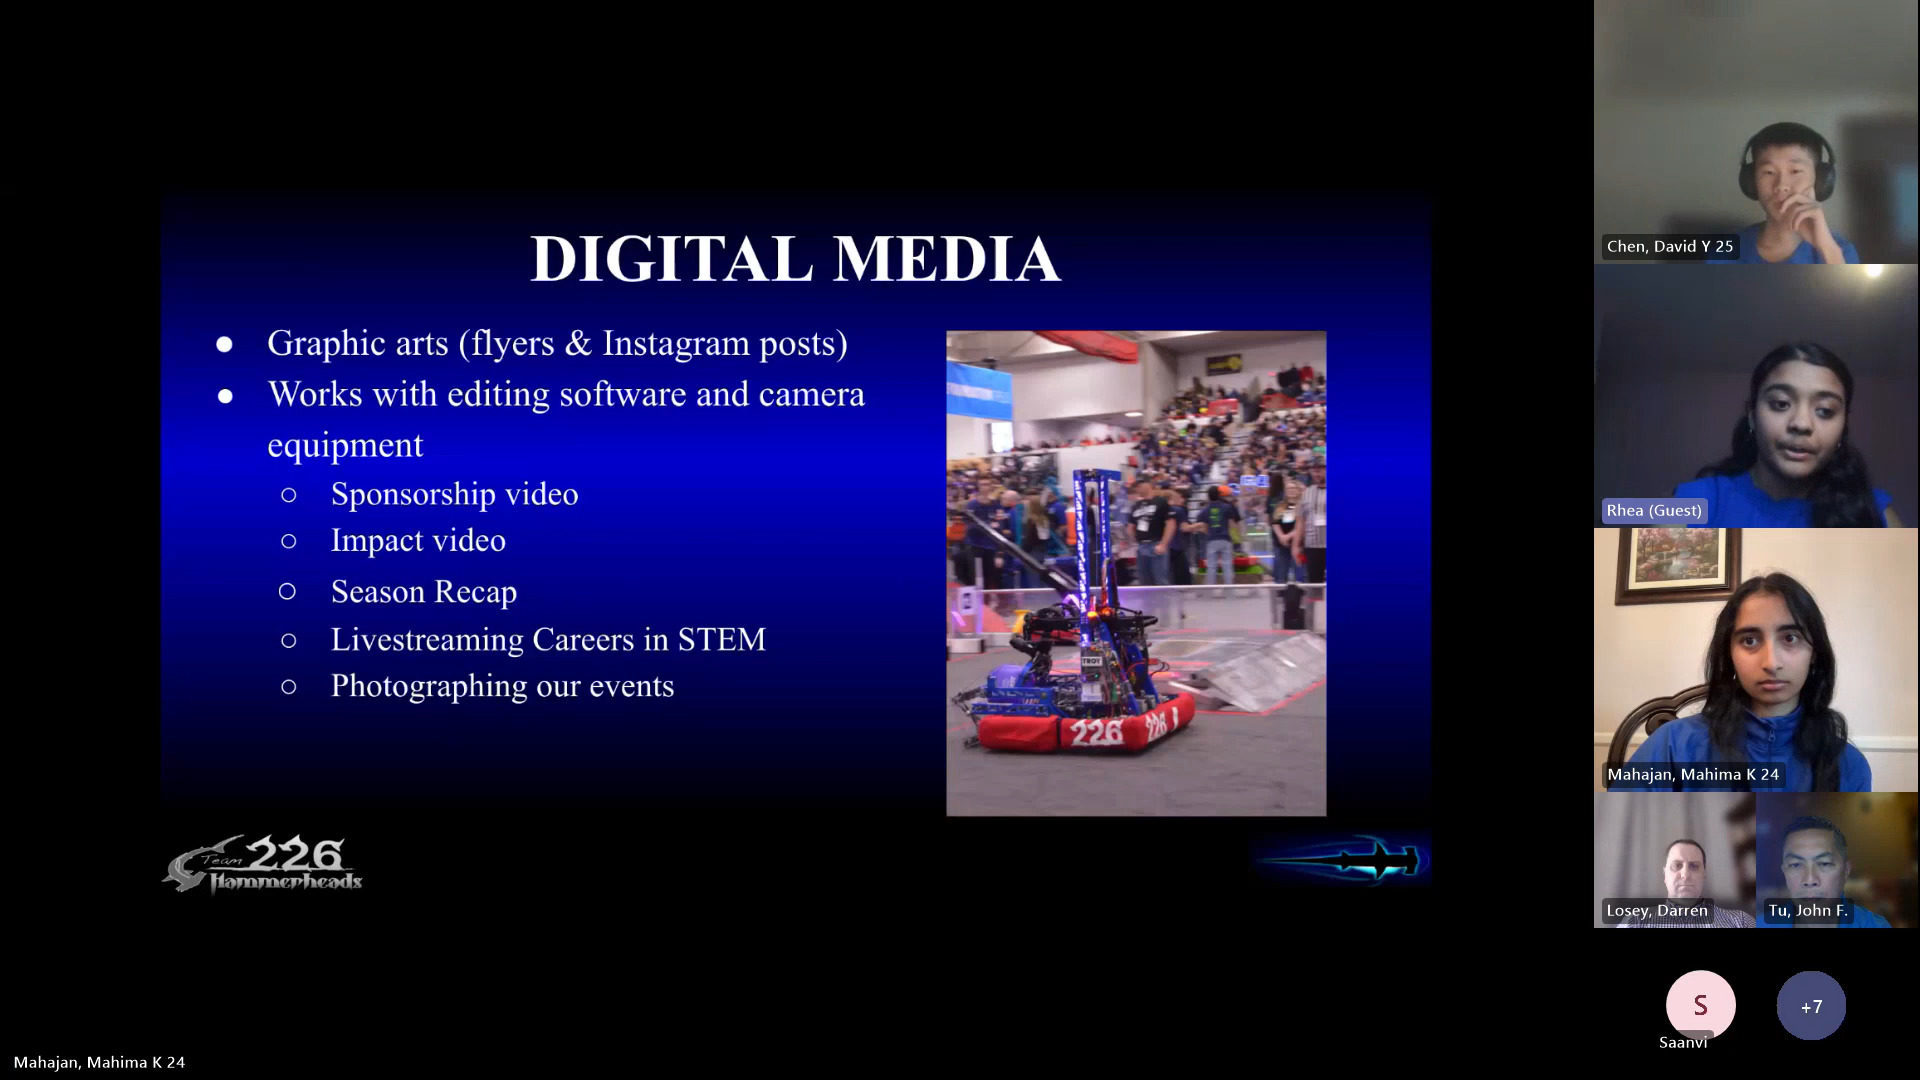 DIGITAL MEDIA
● Graphic arts (flyers & Instagram posts)
● Works with editing software and camera
equipment
○ Sponsorship video
○ Impact video
○ Season Recap
○ Livestreaming Careers in STEM
○ Photographing our events
TROY
226
226
Team 226
Hammerheads
Chen, David Y 25
Rhea (Guest)
Mahajan, Mahima K 24
Losey, Darren
Tu, John F.
S
+7
Saanvi
Mahajan, Mahima K 24